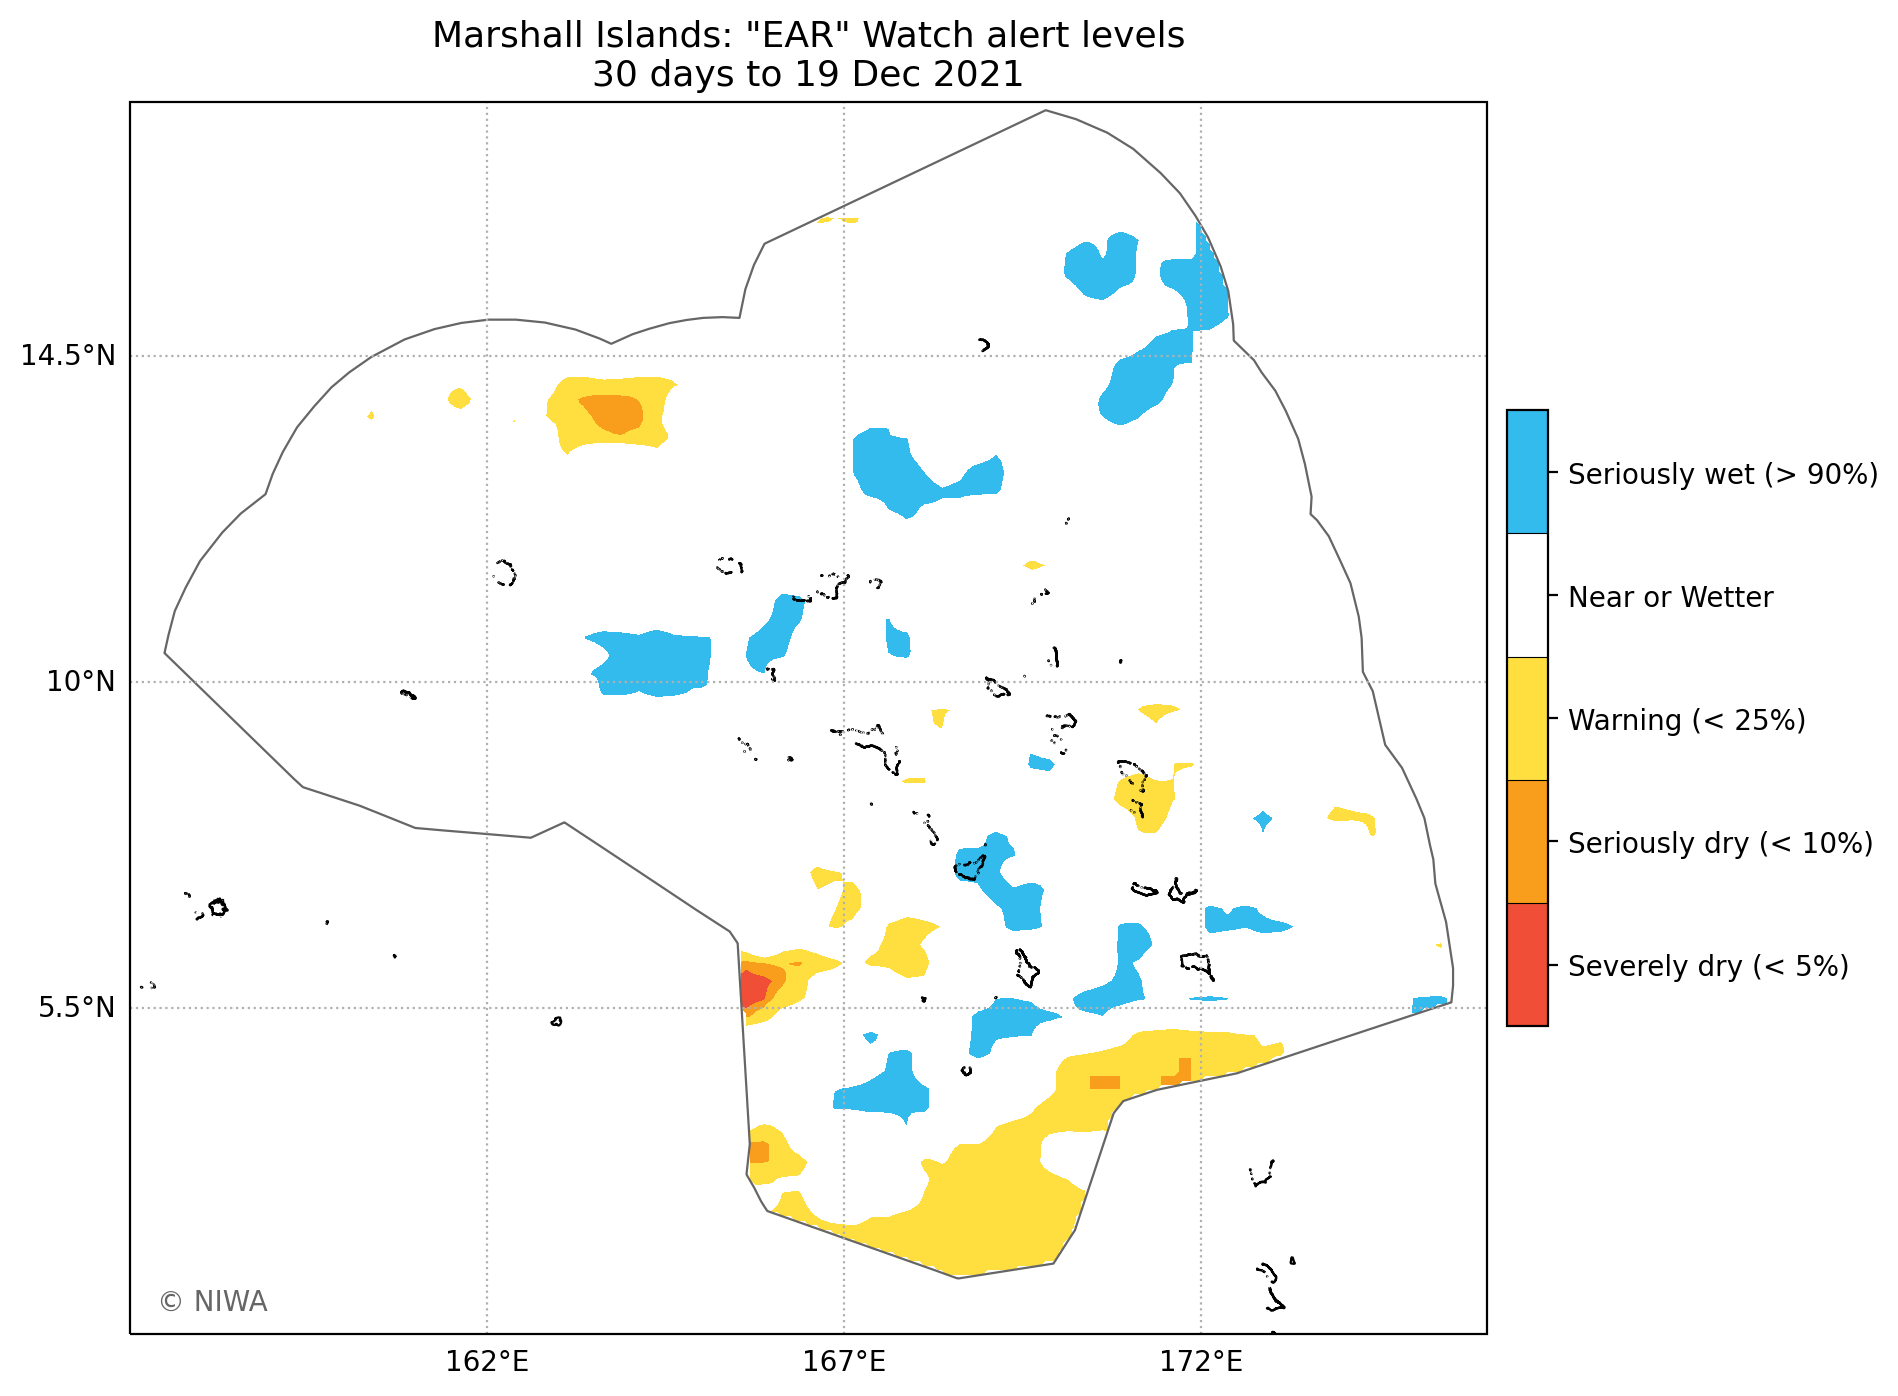 Marshall Islands: "EAR" Watch alert levels
30 days to 19 Dec 2021
14.5°N
10°N
5.5°N
162°E
167°E
172°E
Seriously wet (> 90%)
Near or Wetter
Warning (< 25%)
Seriously dry (< 10%)
Severely dry (< 5%)
© NIWA